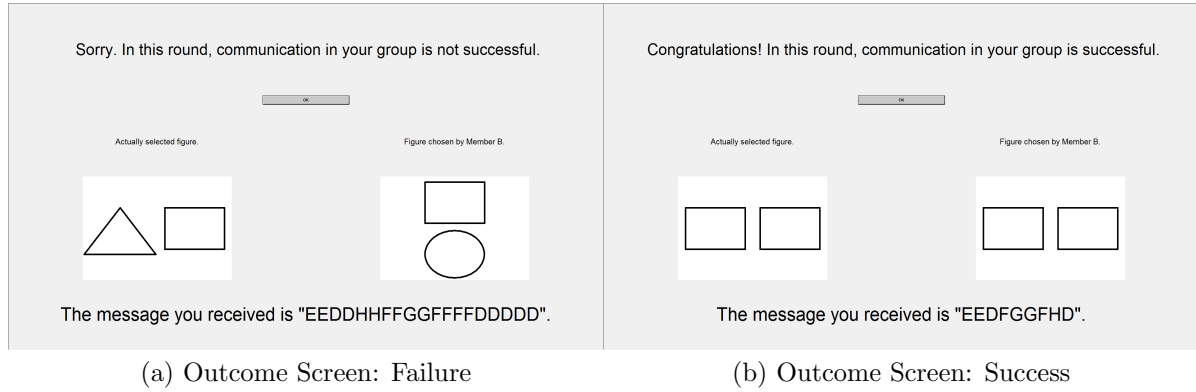 Sorry. In this round, communication in your group is not successful.
OK
Actually selected figure.
Figure chosen by Member B.
The message you received is "EEDDHHFFGGFFFFDDDDD".
(a) Outcome Screen: Failure
Congratulations! In this round, communication in your group is successful.
OK
Actually selected figure.
Figure chosen by Member B.
The message you received is "EEDFGGFHD".
(b) Outcome Screen: Success